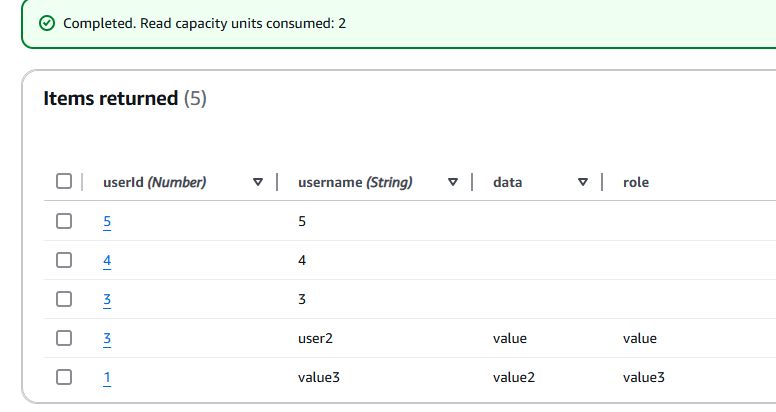 Completed. Read capacity units consumed: 2
Items returned (5)
userId (Number) username (String) data role
5 5
4 4
3 3
3 user2 value value
1 value3 value2 value3